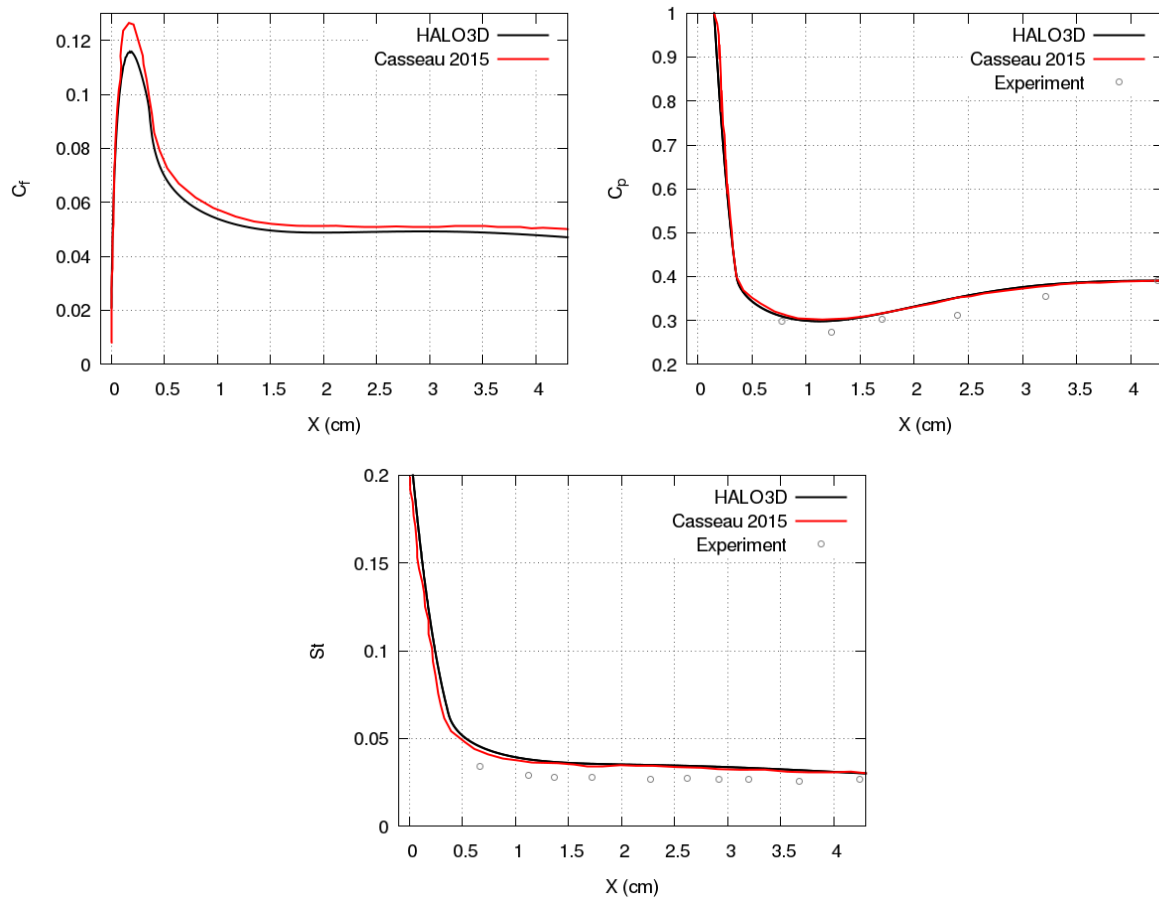 HALO3D
Casseau 2015
0.12
0.1
0.08
0.06
0.04
0.02
0
Cf
0 0.5 1 1.5 2 2.5 3 3.5 4
X (cm)
HALO3D
Casseau 2015
Experiment
1
0.9
0.8
0.7
0.6
0.5
0.4
0.3
0.2
Cp
0 0.5 1 1.5 2 2.5 3 3.5 4
X (cm)
HALO3D
Casseau 2015
Experiment
0.2
0.15
0.1
0.05
0
St
0 0.5 1 1.5 2 2.5 3 3.5 4
X (cm)